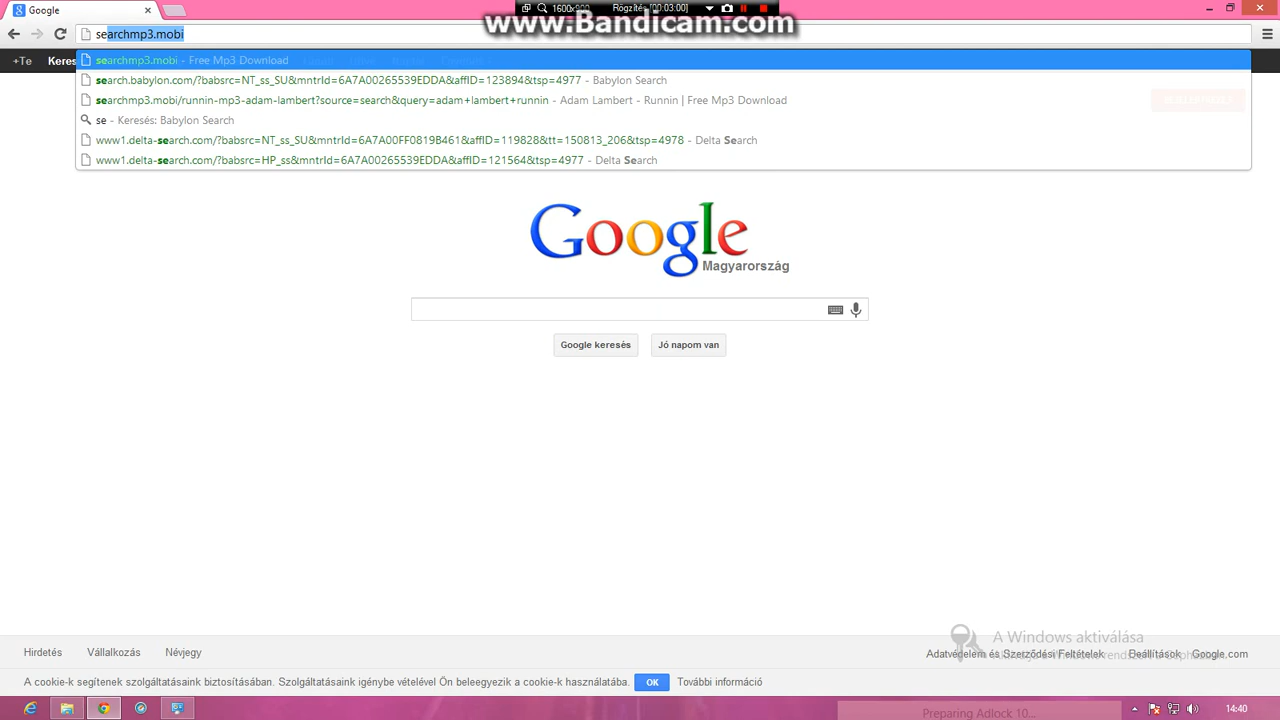 Google
1600x900 Rögzítés [00:03:00]
www.Bandicam.com
searchmp3.mobi
+Te Keres
searchmp3.mobi - Free Mp3 Download
search.babylon.com/?babsrc=NT_ss_SU&mntrId=6A7A00265539EDDA&affID=123894&tsp=4977 - Babylon Search
searchmp3.mobi/runnin-mp3-adam-lambert?source=search&query=adam+lambert+runnin - Adam Lambert - Runnin | Free Mp3 Download
se - Keresés: Babylon Search
www1.delta-search.com/?babsrc=NT_ss_SU&mntrId=6A7A00FF0819B461&affID=119828&tt=150813_206&tsp=4978 - Delta Search
www1.delta-search.com/?babsrc=HP_ss&mntrId=6A7A00265539EDDA&affID=121564&tsp=4977 - Delta Search
Google
Magyarország
Google keresés Jó napom van
A Windows aktiválása
Hirdetés Vállalkozás Névjegy Adatvédelem és Szerződési Feltételek Beállítások Google.com
A cookie-k segítenek szolgáltatásaink biztosításában. Szolgáltatásaink igénybe vételével Ön beleegyezik a cookie-k használatába. OK További információ
Preparing Adlock 10...
14:40